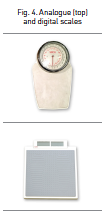 Fig. 4. Analogue (top)
and digital scales